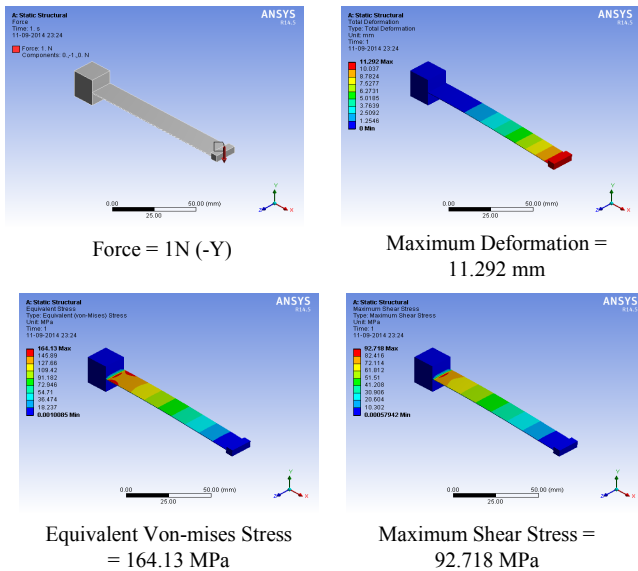 A: Static Structural
Force
Time: 1. s
11-09-2014 23:24
Force: 1. N
Components: 0.,-1.,0. N
ANSYS
R14.5
0.00
50.00 (mm)
25.00
Y
Z
X
Force = 1N (-Y)
A: Static Structural
Total Deformation
Type: Total Deformation
Unit: mm
Time: 1
11-09-2014 23:24
11.292 Max
10.037
8.7824
7.5277
6.2731
5.0185
3.7639
2.5092
1.2546
0 Min
ANSYS
R14.5
0.00
50.00 (mm)
25.00
Y
Z
X
Maximum Deformation =
11.292 mm
A: Static Structural
Equivalent Stress
Type: Equivalent (von-Mises) Stress
Unit: MPa
Time: 1
11-09-2014 23:24
164.13 Max
145.89
127.66
109.42
91.182
72.946
54.71
36.474
18.237
0.0010085 Min
ANSYS
R14.5
0.00
50.00 (mm)
25.00
Y
Z
X
Equivalent Von-mises Stress
= 164.13 MPa
A: Static Structural
Maximum Shear Stress
Type: Maximum Shear Stress
Unit: MPa
Time: 1
11-09-2014 23:24
92.718 Max
82.416
72.114
61.812
51.51
41.208
30.906
20.604
10.302
0.00057942 Min
ANSYS
R14.5
0.00
50.00 (mm)
25.00
Y
Z
X
Maximum Shear Stress =
92.718 MPa